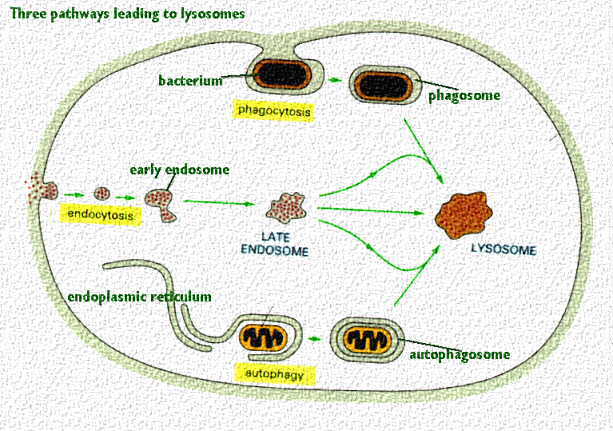 Three pathways leading to lysosomes
bacterium
phagosome
phagocytosis
early endosome
endocytosis
LATE
ENDOSOME
LYSOSOME
endoplasmic reticulum
autophagosome
autophagy